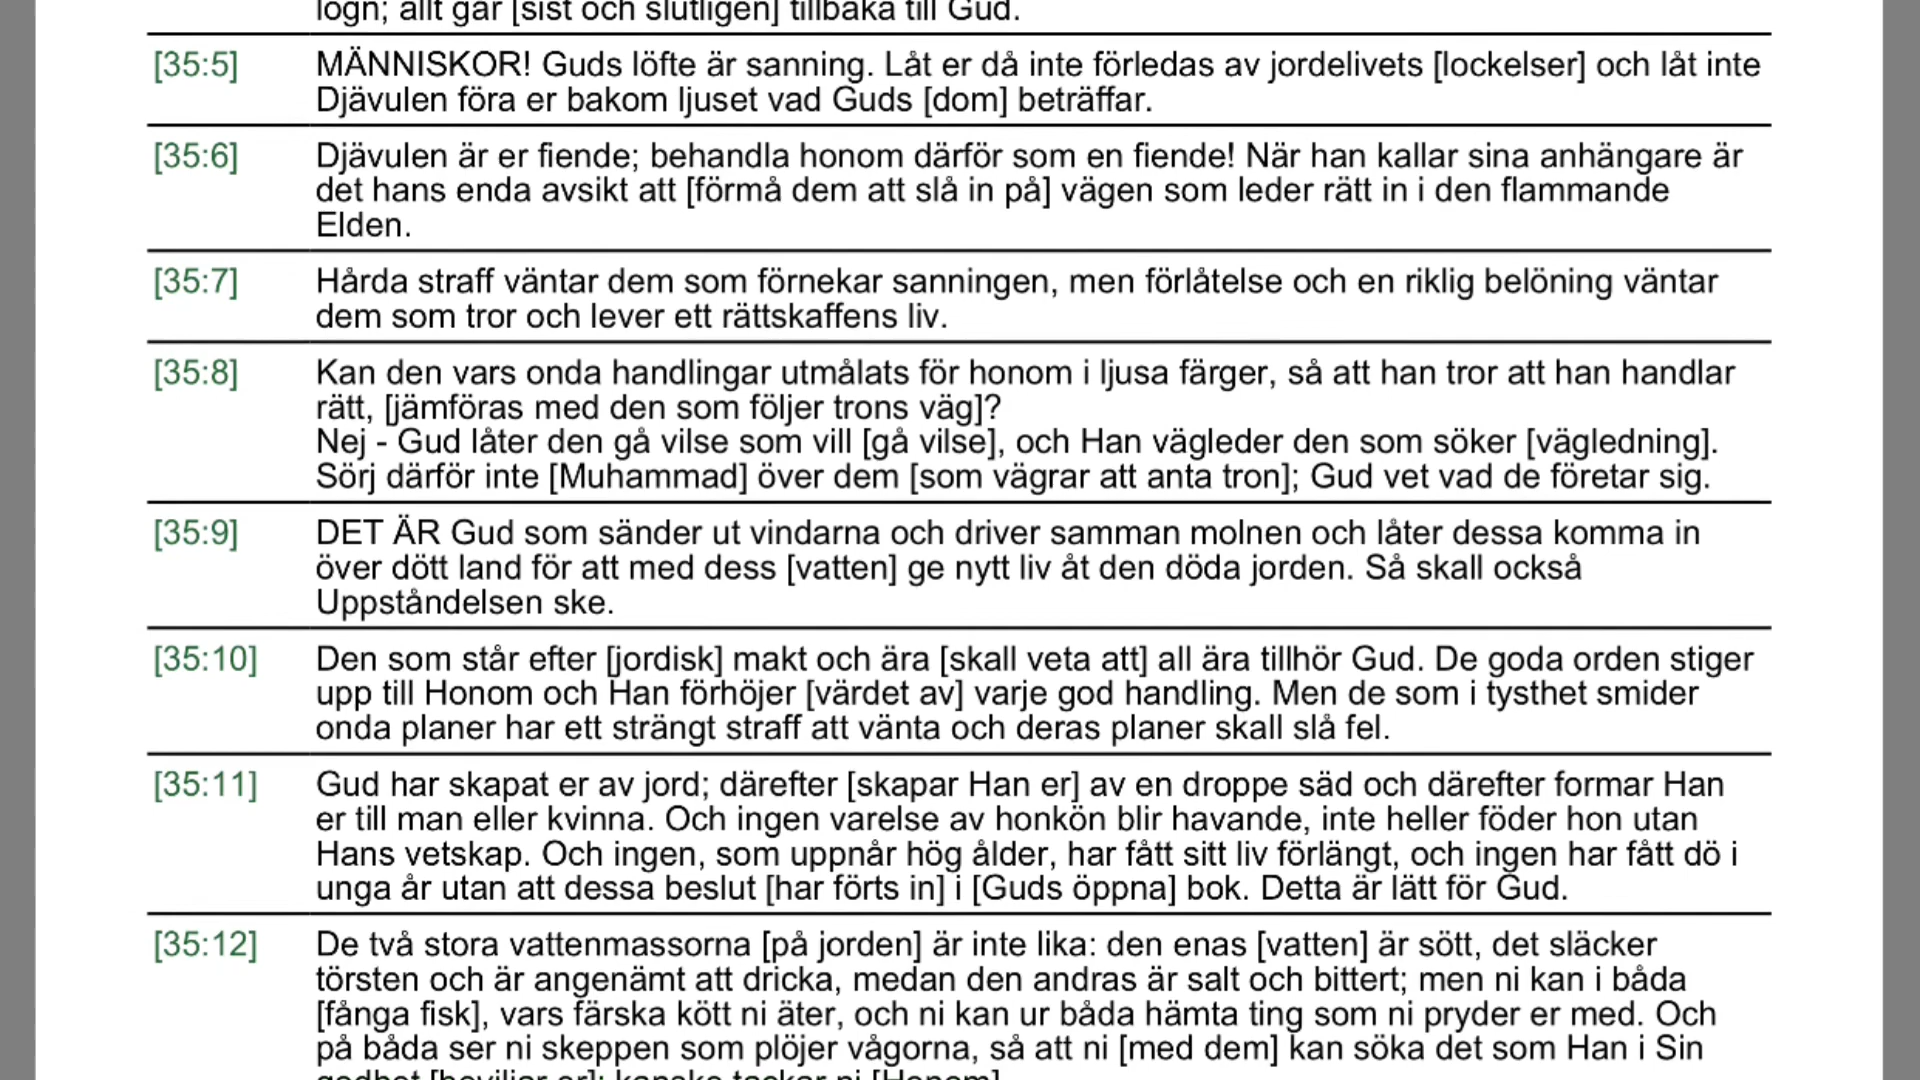 logn; allt går [sist och slutligen] tillbaka till Gud.
[35:5] MÄNNISKOR! Guds löfte är sanning. Låt er då inte förledas av jordelivets [lockelser] och låt inte
Djävulen föra er bakom ljuset vad Guds [dom] beträffar.
[35:6] Djävulen är er fiende; behandla honom därför som en fiende! När han kallar sina anhängare är
det hans enda avsikt att [förmå dem att slå in på] vägen som leder rätt in i den flammande
Elden.
[35:7] Hårda straff väntar dem som förnekar sanningen, men förlåtelse och en riklig belöning väntar
dem som tror och lever ett rättskaffens liv.
[35:8] Kan den vars onda handlingar utmålats för honom i ljusa färger, så att han tror att han handlar
rätt, [jämföras med den som följer trons väg]?
Nej - Gud låter den gå vilse som vill [gå vilse], och Han vägleder den som söker [vägledning].
Sörj därför inte [Muhammad] över dem [som vägrar att anta tron]; Gud vet vad de företar sig.
[35:9] DET ÄR Gud som sänder ut vindarna och driver samman molnen och låter dessa komma in
över dött land för att med dess [vatten] ge nytt liv åt den döda jorden. Så skall också
Uppståndelsen ske.
[35:10] Den som står efter [jordisk] makt och ära [skall veta att] all ära tillhör Gud. De goda orden stiger
upp till Honom och Han förhöjer [värdet av] varje god handling. Men de som i tysthet smider
onda planer har ett strängt straff att vänta och deras planer skall slå fel.
[35:11] Gud har skapat er av jord; därefter [skapar Han er] av en droppe säd och därefter formar Han
er till man eller kvinna. Och ingen varelse av honkön blir havande, inte heller föder hon utan
Hans vetskap. Och ingen, som uppnår hög ålder, har fått sitt liv förlängt, och ingen har fått dö i
unga år utan att dessa beslut [har förts in] i [Guds öppna] bok. Detta är lätt för Gud.
[35:12] De två stora vattenmassorna [på jorden] är inte lika: den enas [vatten] är sött, det släcker
törsten och är angenämt att dricka, medan den andras är salt och bittert; men ni kan i båda
[fånga fisk], vars färska kött ni äter, och ni kan ur båda hämta ting som ni pryder er med. Och
på båda ser ni skeppen som plöjer vågorna, så att ni [med dem] kan söka det som Han i Sin
godhet [beviljar er]; kanske tackar ni [Honom].